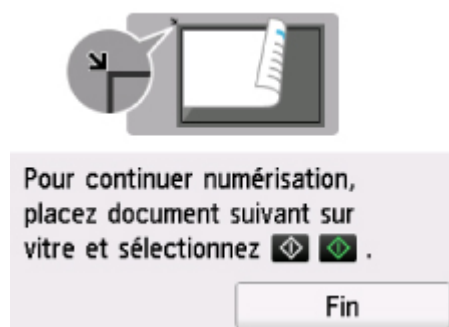 Pour continuer numérisation,
placez document suivant sur
vitre et sélectionnez .
Fin